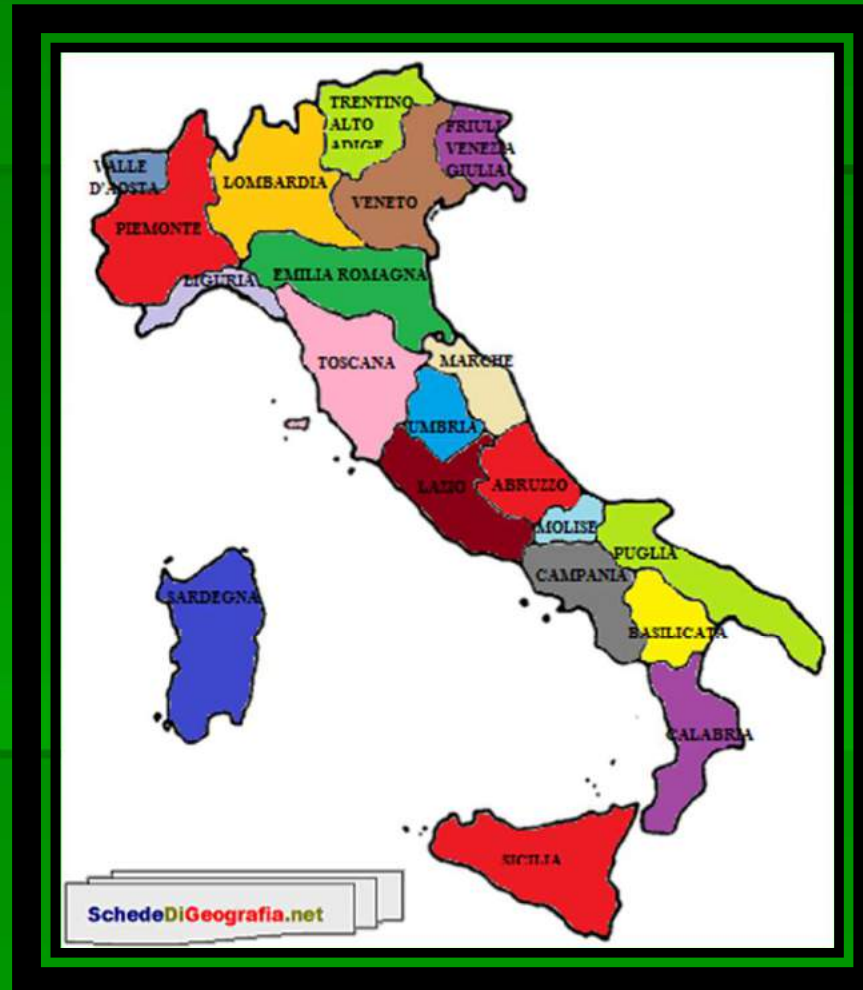 TRENTINO
ALTO
ADIGE
FRIULI
VENEZIA
GIULIA
VALLE
D'AOSTA
LOMBARDIA
VENETO
PIEMONTE
LIGURIA
EMILIA ROMAGNA
TOSCANA
MARCHE
UMBRIA
LAZIO
ABRUZZO
MOLISE
PUGLIA
CAMPANIA
SARDEGNA
BASILICATA
CALABRIA
SICILIA
SchedeDiGeografia.net